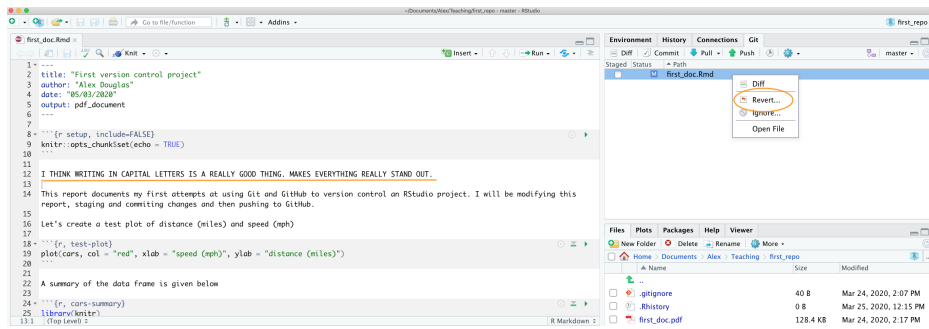 ~/Documents/Alex/Teaching/first_repo - master - RStudio
Go to file/function
Addins
first_repo
first_doc.Rmd
Knit
Insert
Run
1 ---
2 title: "First version control project"
3 author: "Alex Douglas"
4 date: "05/03/2020"
5 output: pdf_document
6 ---
7
8 ```{r setup, include=FALSE}
9 knitr::opts_chunk$set(echo = TRUE)
10 ```
11
12 I THINK WRITING IN CAPITAL LETTERS IS A REALLY GOOD THING. MAKES EVERYTHING REALLY STAND OUT.
13
14 This report documents my first attempts at using Git and GitHub to version control an RStudio project. I will be modifying this
report, staging and commiting changes and then pushing to GitHub.
15
16 Let's create a test plot of distance (miles) and speed (mph)
17
18 ```{r, test-plot}
19 plot(cars, col = "red", xlab = "speed (mph)", ylab = "distance (miles)")
20 ```
21
22 A summary of the data frame is given below
23
24 ```{r, cars-summary}
25 library(knitr)
13:1 (Top Level) R Markdown
Environment History Connections Git
Diff Commit Pull Push master
Staged Status Path
M first_doc.Rmd
Diff
Revert...
Ignore...
Open File
Files Plots Packages Help Viewer
New Folder Delete Rename More
Home Documents Alex Teaching first_repo
Name Size Modified
..
.gitignore 40 B Mar 24, 2020, 2:07 PM
.Rhistory 0 B Mar 25, 2020, 12:15 PM
first_doc.pdf 128.4 KB Mar 24, 2020, 2:17 PM